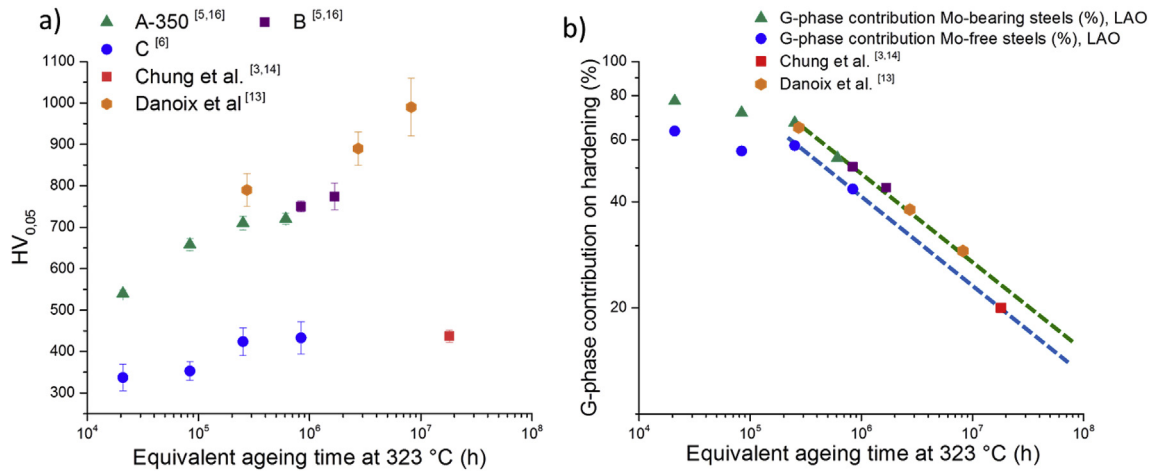 a)
A-350 [5,16] B [5,16]
C [6]
Chung et al. [3,14]
Danoix et al [13]
1100
1000
900
800
700
600
500
400
300
HV0,05
10^4 10^5 10^6 10^7 10^8
Equivalent ageing time at 323 °C (h)
b)
G-phase contribution Mo-bearing steels (%), LAO
G-phase contribution Mo-free steels (%), LAO
Chung et al. [3,14]
Danoix et al. [13]
100
80
60
40
20
G-phase contribution on hardening (%)
10^4 10^5 10^6 10^7 10^8
Equivalent ageing time at 323 °C (h)